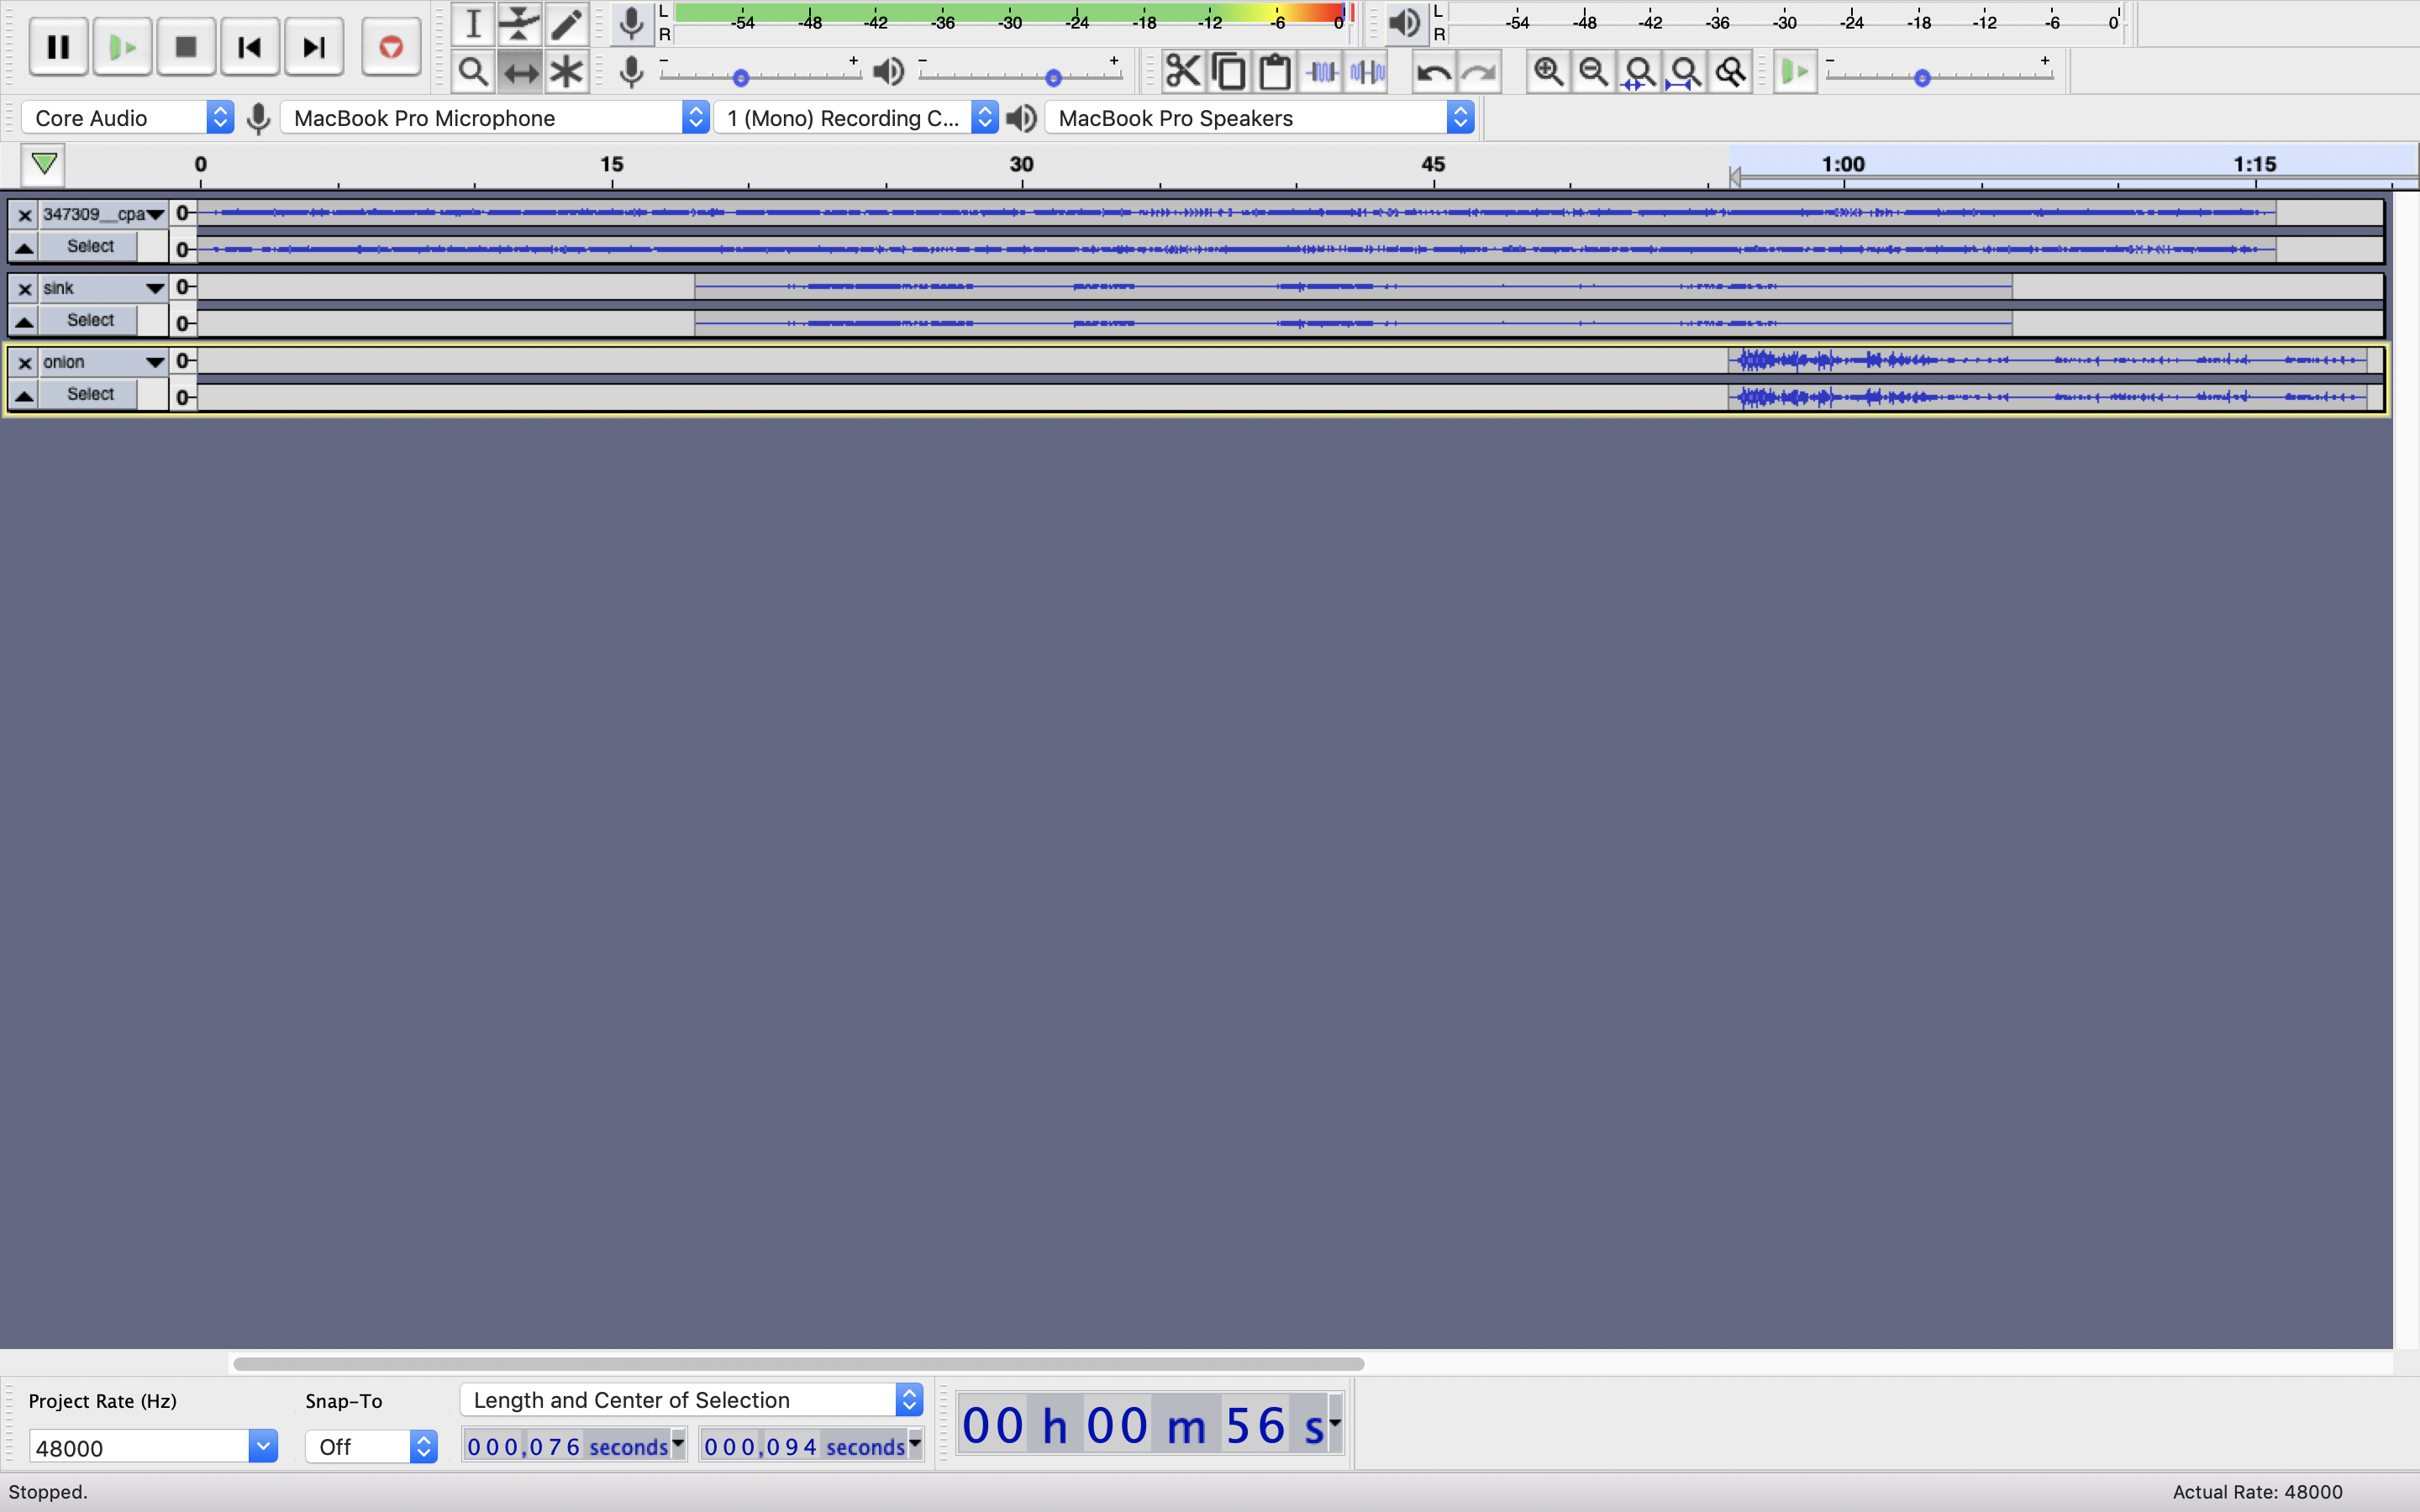 L
R
-54 -48 -42 -36 -30 -24 -18 -12 -6 0
L
R
-54 -48 -42 -36 -30 -24 -18 -12 -6 0
- + - + - +
Core Audio MacBook Pro Microphone 1 (Mono) Recording C... MacBook Pro Speakers
0 15 30 45 1:00 1:15
347309__cpa 0
Select 0
sink 0
Select 0
onion 0
Select 0
Project Rate (Hz) Snap-To Length and Center of Selection
48000 Off 000,076 seconds 000,094 seconds 00 h 00 m 56 s
Stopped. Actual Rate: 48000